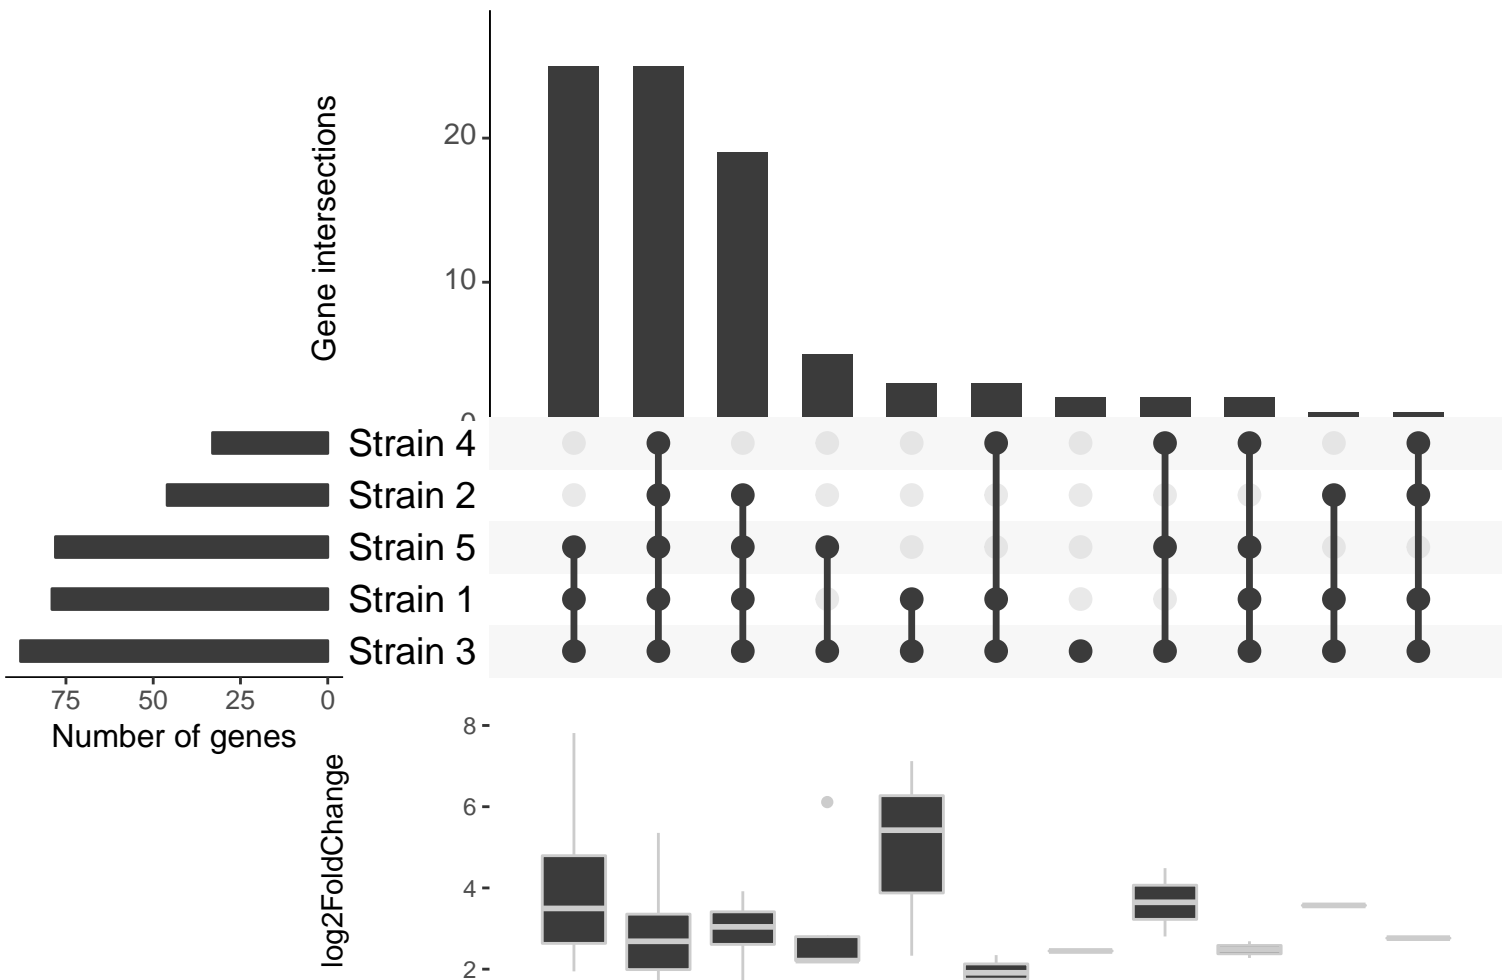 Gene intersections
20
10
0
Strain 4
Strain 2
Strain 5
Strain 1
Strain 3
75 50 25 0
Number of genes
log2FoldChange
8
6
4
2